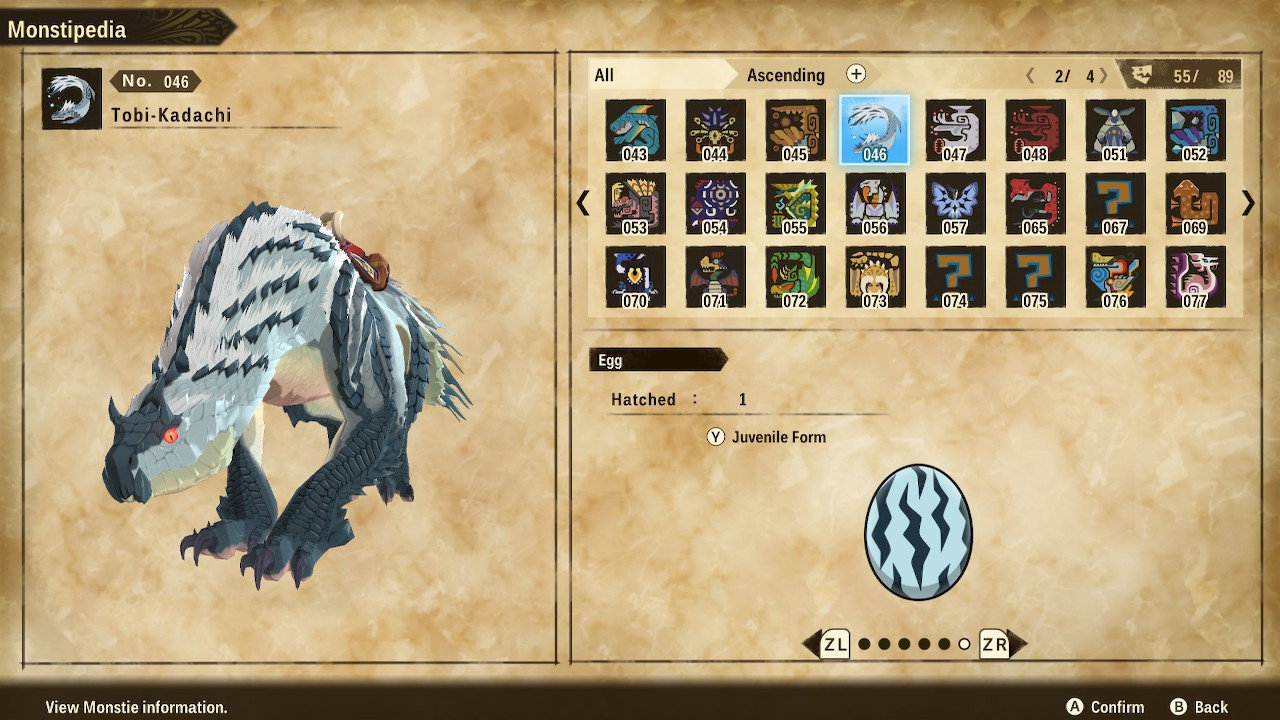 Monstipedia
No. 046
Tobi-Kadachi
All
Ascending
2/ 4
55/ 89
043 044 045 046 047 048 051 052
053 054 055 056 057 065 067 069
070 071 072 073 074 075 076 077
Egg
Hatched : 1
Y Juvenile Form
ZL ZR
View Monstie information.
A Confirm B Back